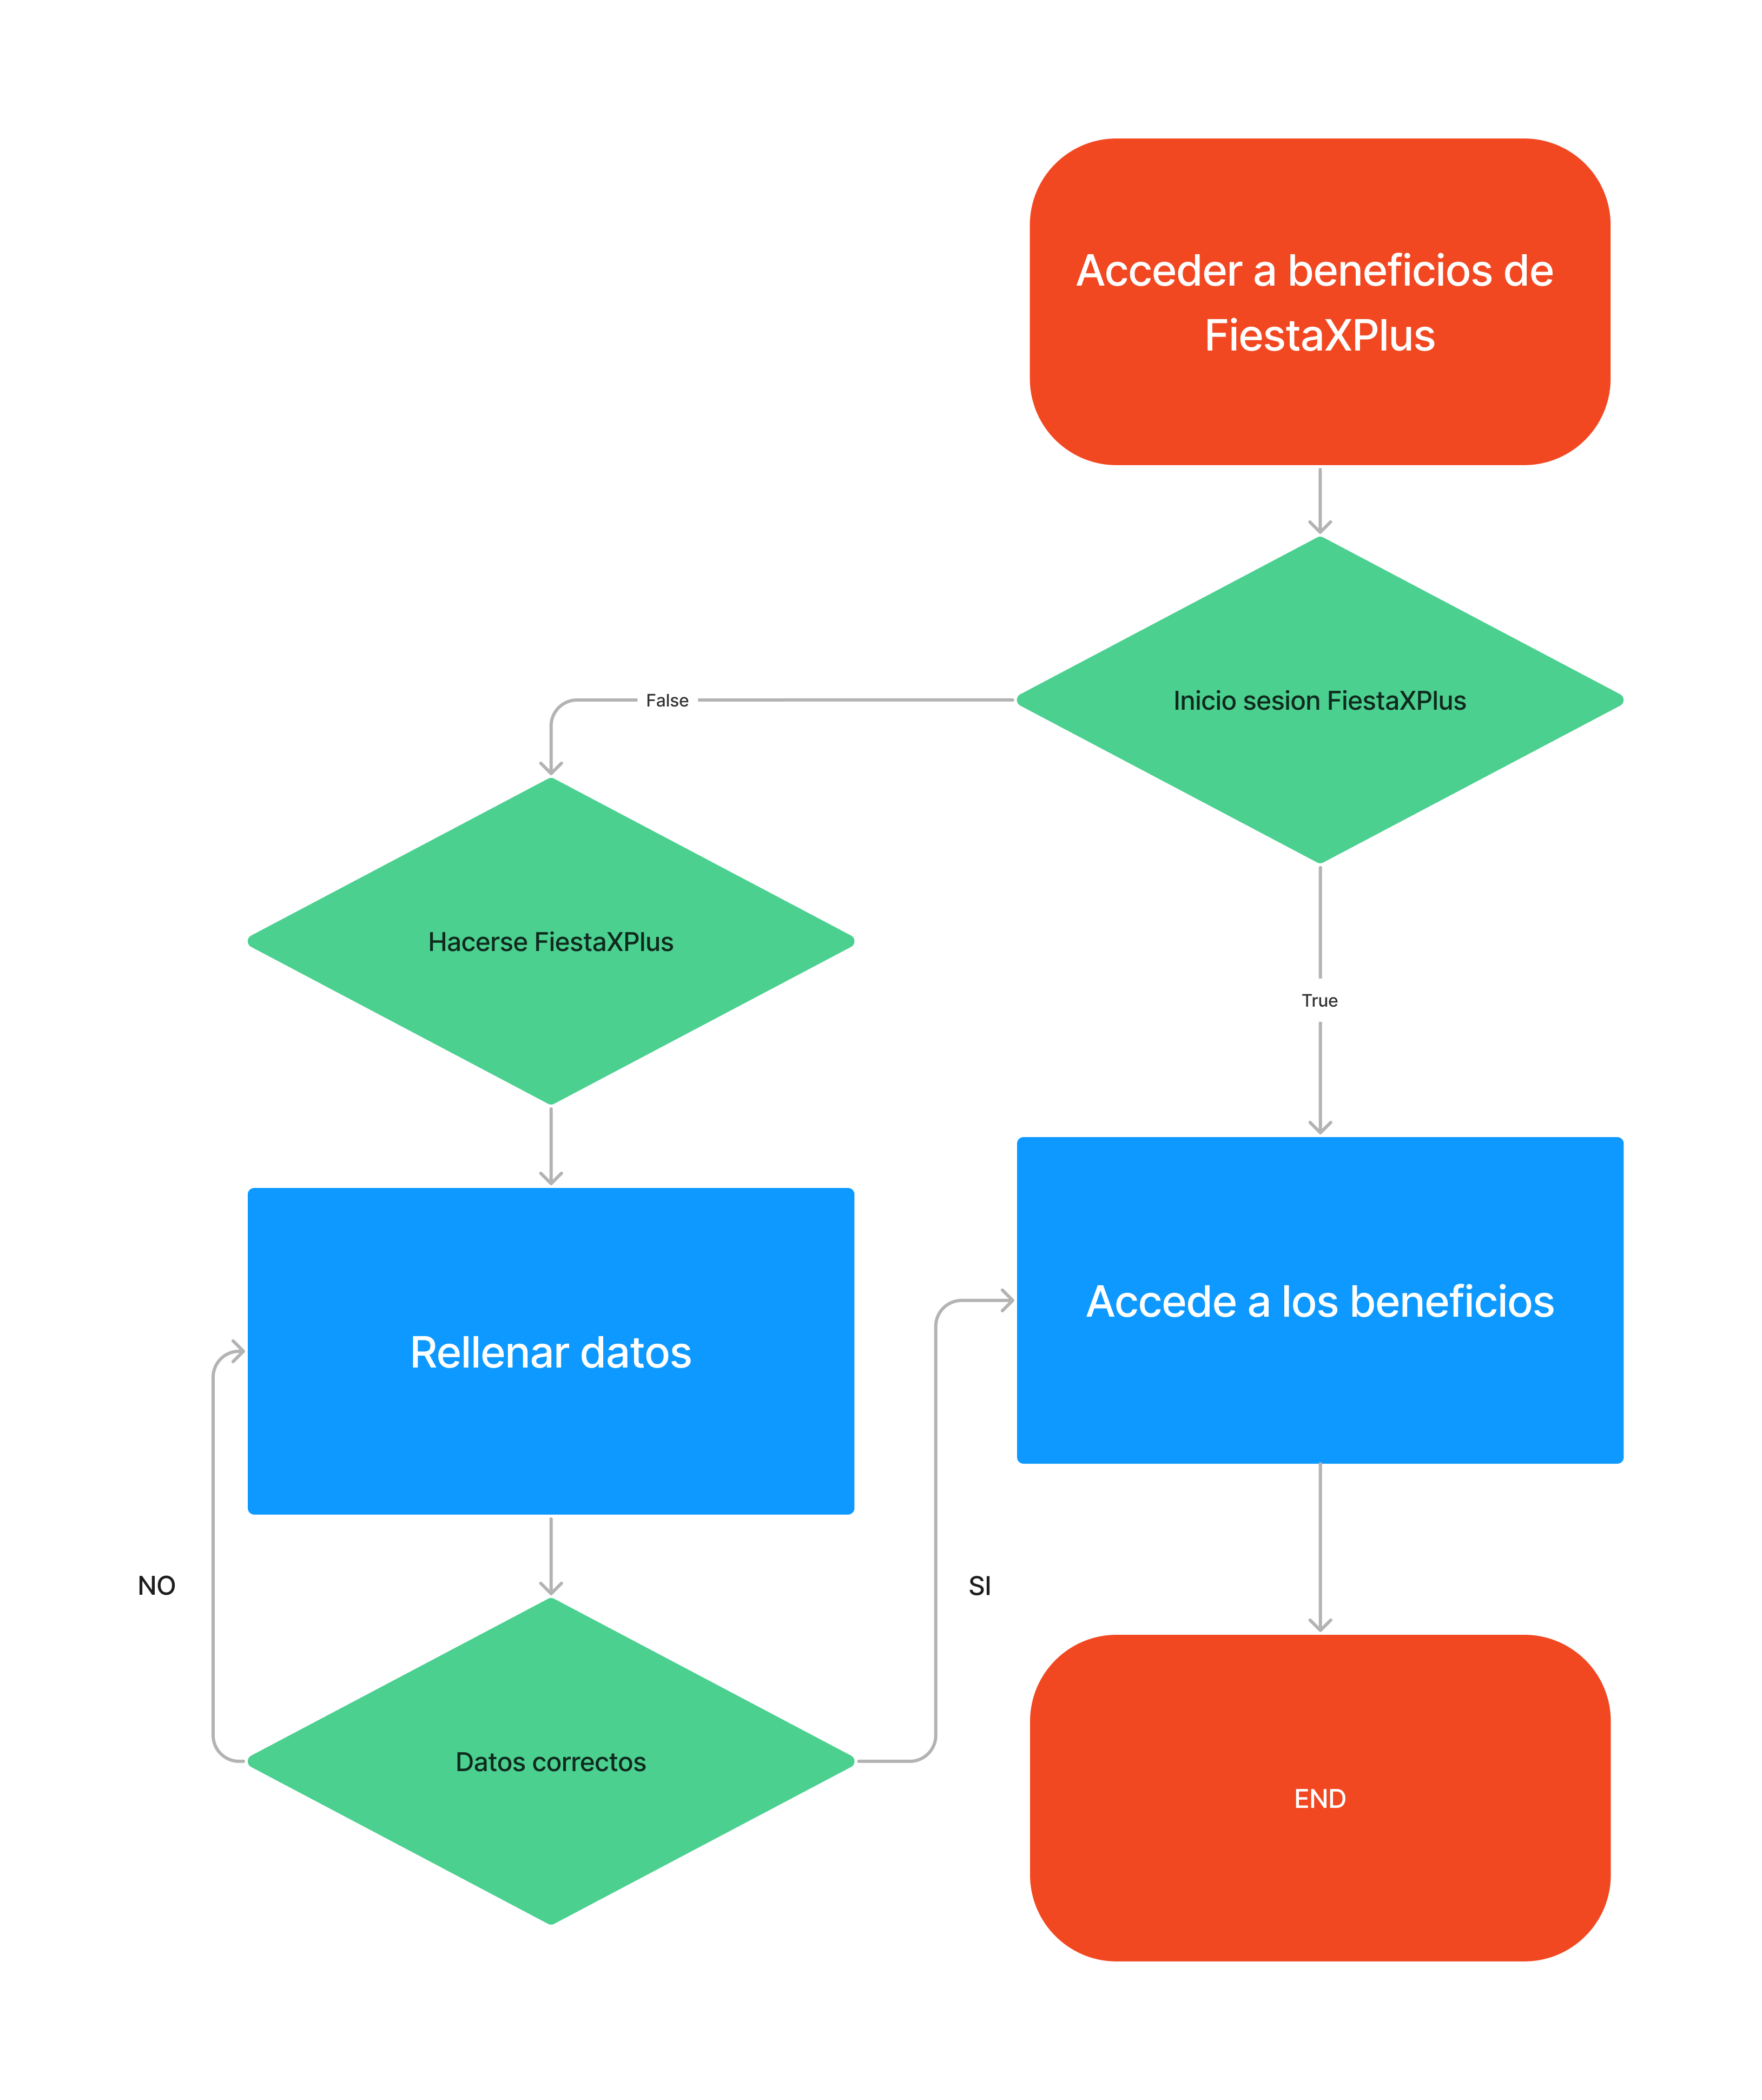 Acceder a beneficios de
FiestaXPlus
Inicio sesion FiestaXPlus
False
Hacerse FiestaXPlus
True
Accede a los beneficios
Rellenar datos
NO
SI
Datos correctos
END